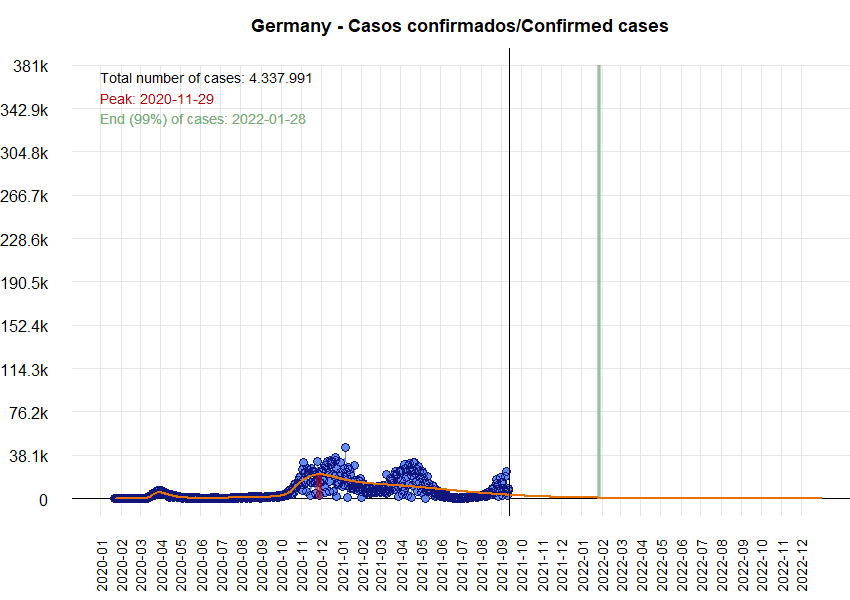 Germany - Casos confirmados/Confirmed cases
Total number of cases: 4.337.991
Peak: 2020-11-29
End (99%) of cases: 2022-01-28
381k
342.9k
304.8k
266.7k
228.6k
190.5k
152.4k
114.3k
76.2k
38.1k
0
2020-01
2020-02
2020-03
2020-04
2020-05
2020-06
2020-07
2020-08
2020-09
2020-10
2020-11
2020-12
2021-01
2021-02
2021-03
2021-04
2021-05
2021-06
2021-07
2021-08
2021-09
2021-10
2021-11
2021-12
2022-01
2022-02
2022-03
2022-04
2022-05
2022-06
2022-07
2022-08
2022-09
2022-10
2022-11
2022-12